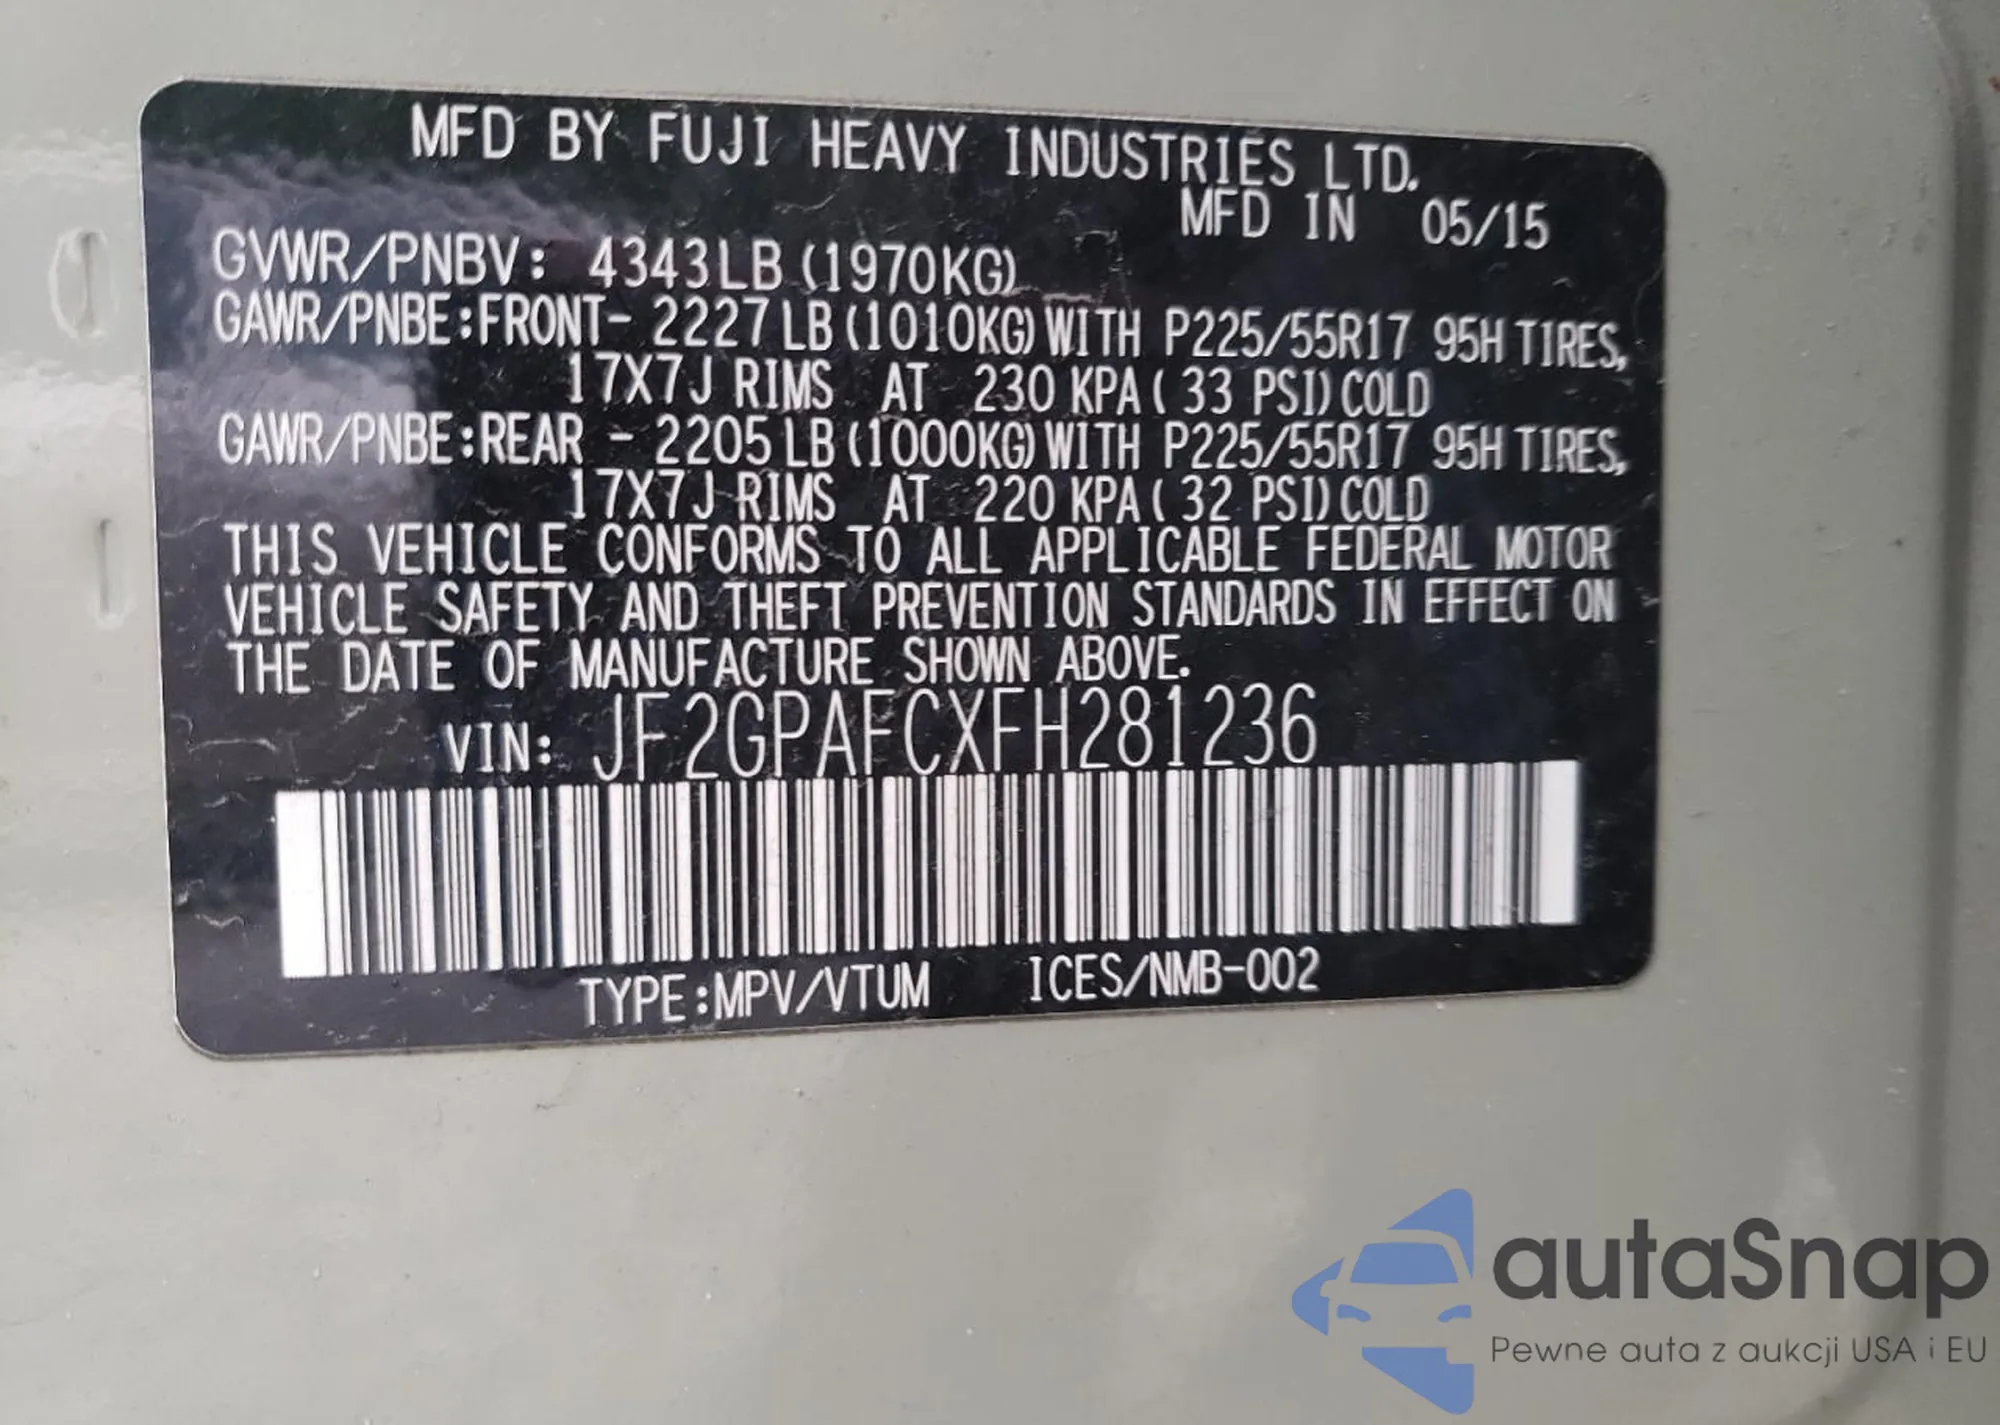 MFD BY FUJI HEAVY INDUSTRIES LTD.
MFD IN 05/15
GVWR/PNBV: 4343LB (1970KG)
GAWR/PNBE:FRONT- 2227LB (1010KG) WITH P225/55R17 95H TIRES,
17X7J RIMS AT 230 KPA ( 33 PSI) COLD
GAWR/PNBE:REAR - 2205LB (1000KG) WITH P225/55R17 95H TIRES,
17X7J RIMS AT 220 KPA ( 32 PSI) COLD
THIS VEHICLE CONFORMS TO ALL APPLICABLE FEDERAL MOTOR
VEHICLE SAFETY AND THEFT PREVENTION STANDARDS IN EFFECT ON
THE DATE OF MANUFACTURE SHOWN ABOVE.
VIN: JF2GPAFCXFH281236
TYPE:MPV/VTUM ICES/NMB-002
autaSnap
Pewne auta z aukcji USA i EU